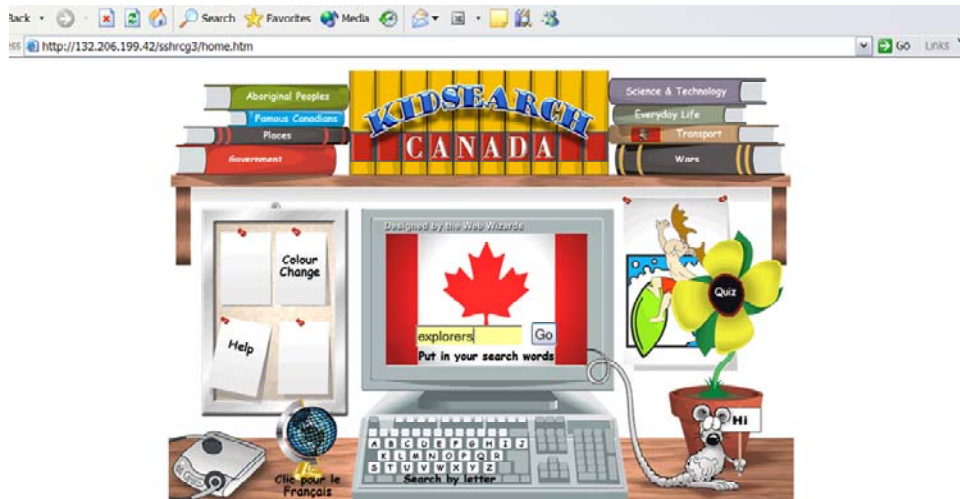 Back
Search
Favorites
Media
ess
http://132.206.199.42/sshrcg3/home.htm
Go
Links
Aboriginal Peoples
Famous Canadians
Places
Government
KIDSEARCH
CANADA
Science & Technology
Everyday Life
Transport
Wars
Designed by the Web Wizards
Colour
Change
Help
explorers
Go
Put in your search words
Quiz
Hi
A B C D E F G H I J
K L M N O P Q R
S T U V W X Y Z
Search by letter
Clic pour le
Français